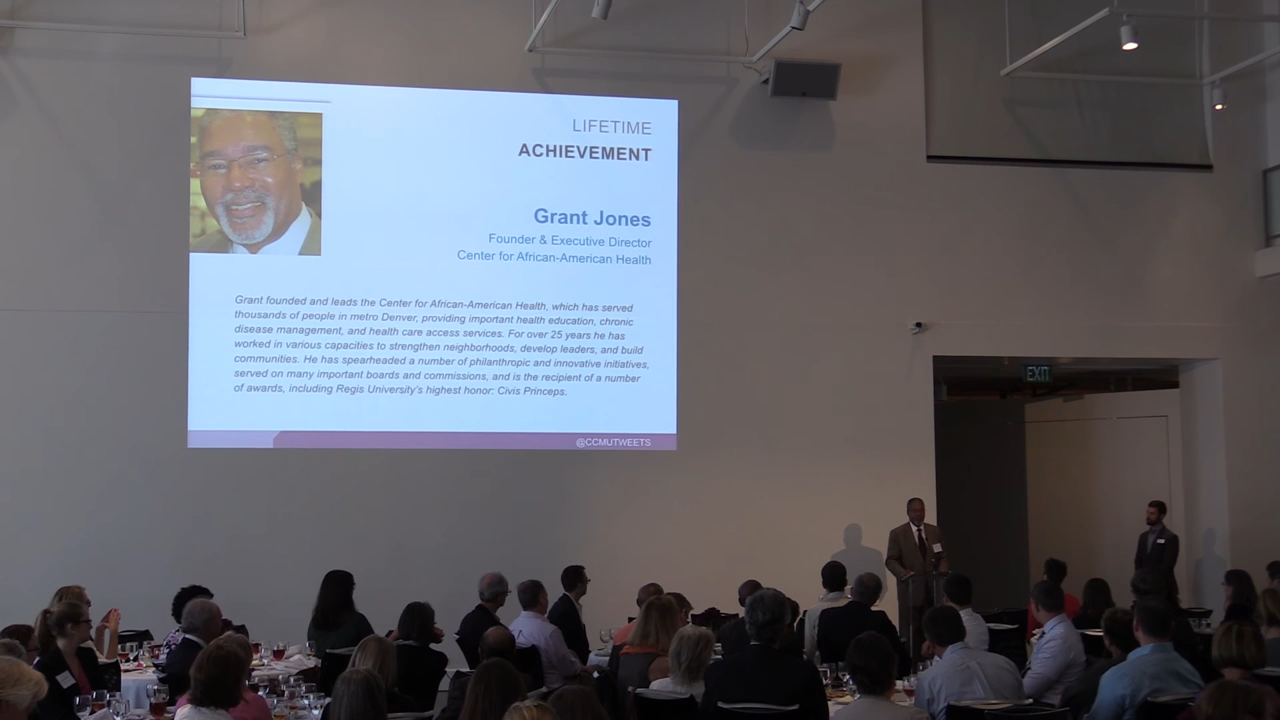 LIFETIME
ACHIEVEMENT
Grant Jones
Founder & Executive Director
Center for African-American Health
Grant founded and leads the Center for African-American Health, which has served
thousands of people in metro Denver, providing important health education, chronic
disease management, and health care access services. For over 25 years he has
worked in various capacities to strengthen neighborhoods, develop leaders, and build
communities. He has spearheaded a number of philanthropic and innovative initiatives,
served on many important boards and commissions, and is the recipient of a number
of awards, including Regis University's highest honor: Civis Princeps.
@CCMUTWEETS
EXIT